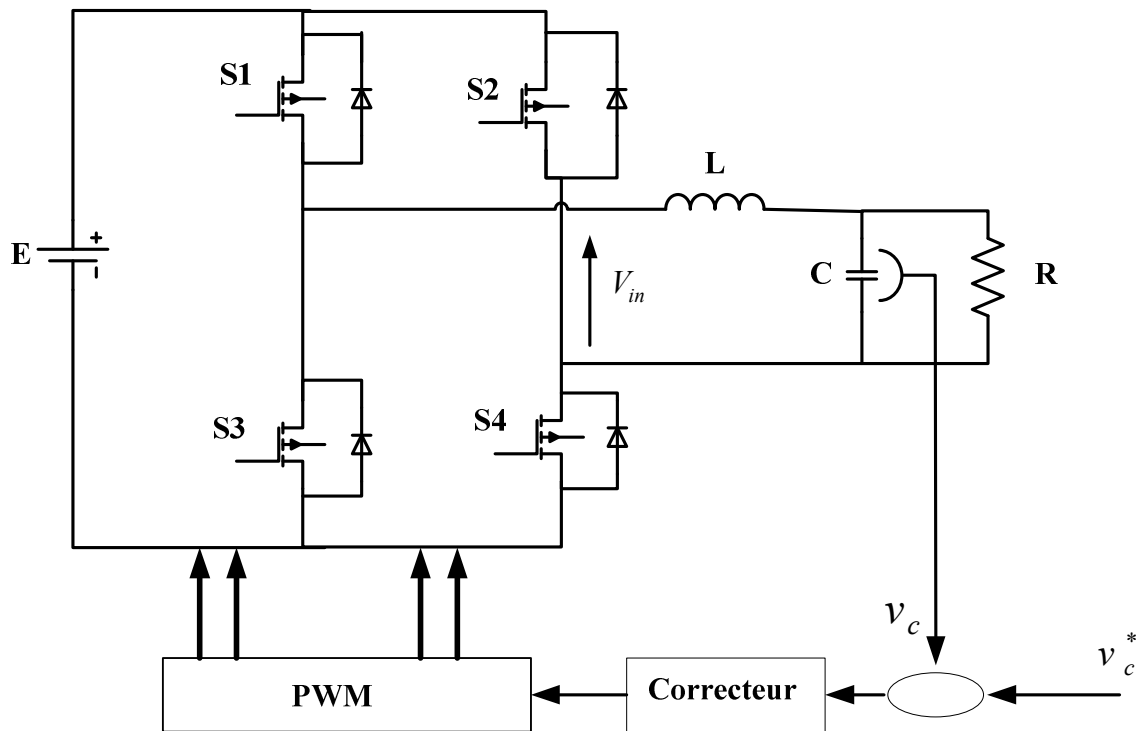 S1
S2
L
E
+
-
V_in
C
R
S3
S4
v_c
v_c^*
PWM
Correcteur